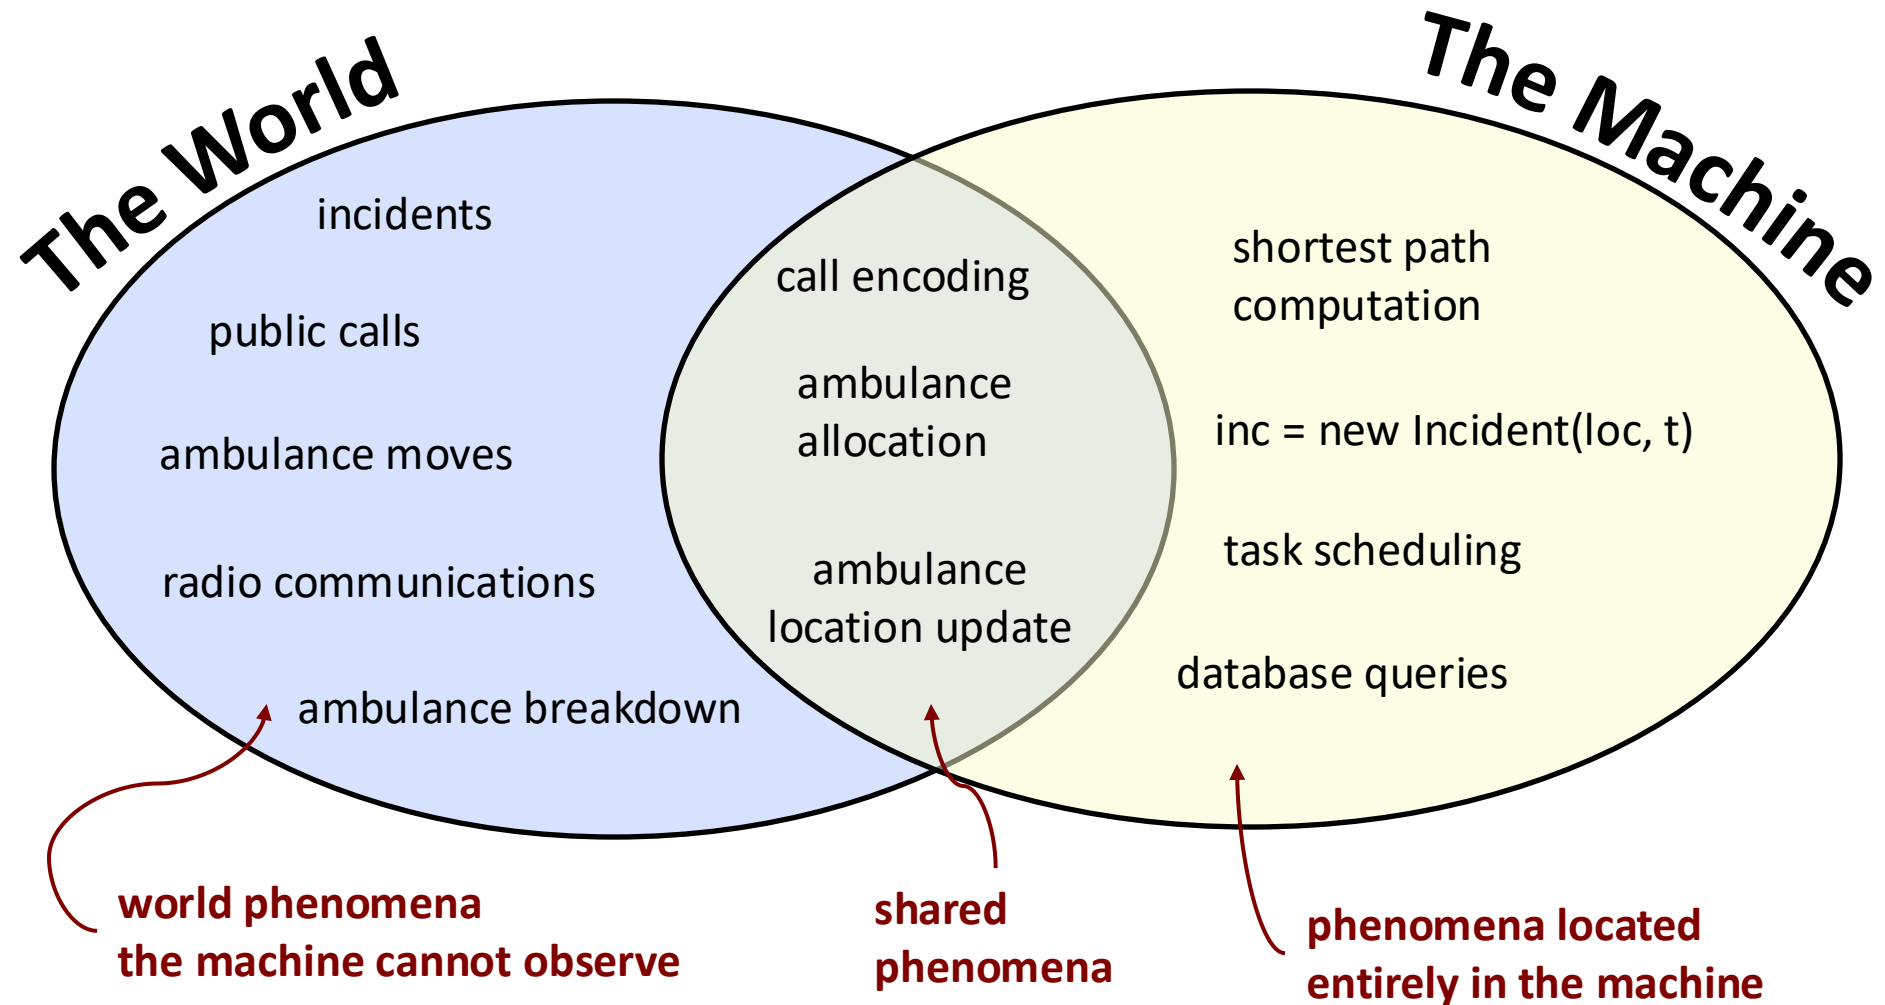 The World
The Machine
incidents
public calls
ambulance moves
radio communications
ambulance breakdown
call encoding
ambulance
allocation
ambulance
location update
shortest path
computation
inc = new Incident(loc, t)
task scheduling
database queries
world phenomena
the machine cannot observe
shared
phenomena
phenomena located
entirely in the machine